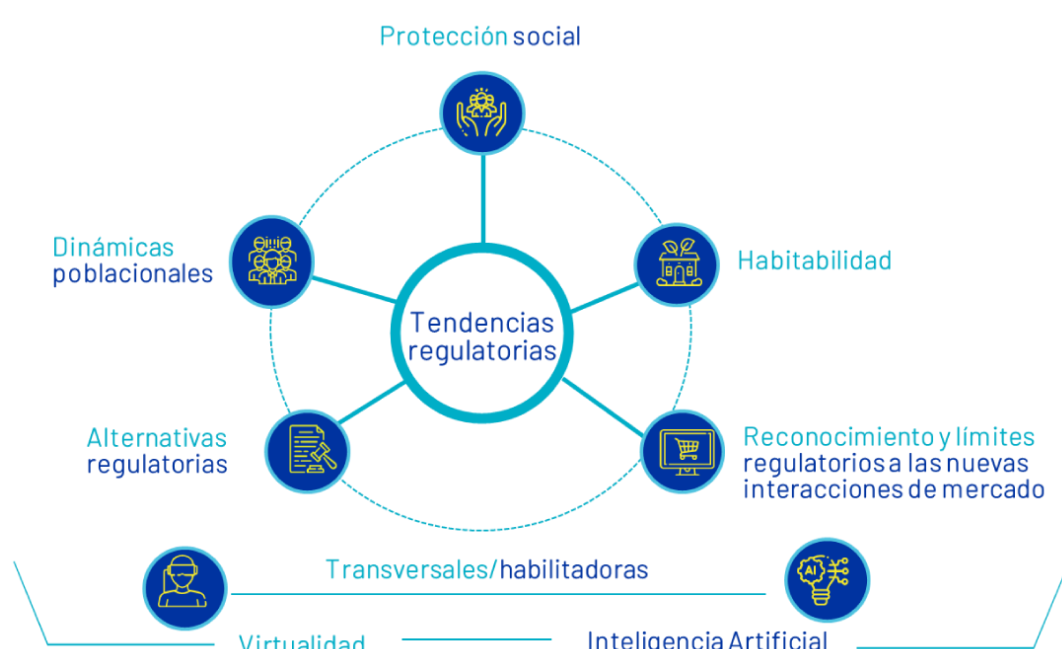 Protección social
Dinámicas
poblacionales
Habitabilidad
Tendencias
regulatorias
Alternativas
regulatorias
Reconocimiento y límites
regulatorios a las nuevas
interacciones de mercado
AI
Transversales/habilitadoras
Virtualidad
Inteligencia Artificial